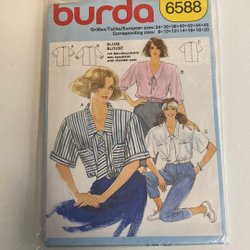 burda
6588
Größen/Tailles/European sizes: 34+36+38+40+42+44+46
Corresponding sizes: 8+10+12+14+16+18+20
BLUSE
BLOUSE
A
B
C